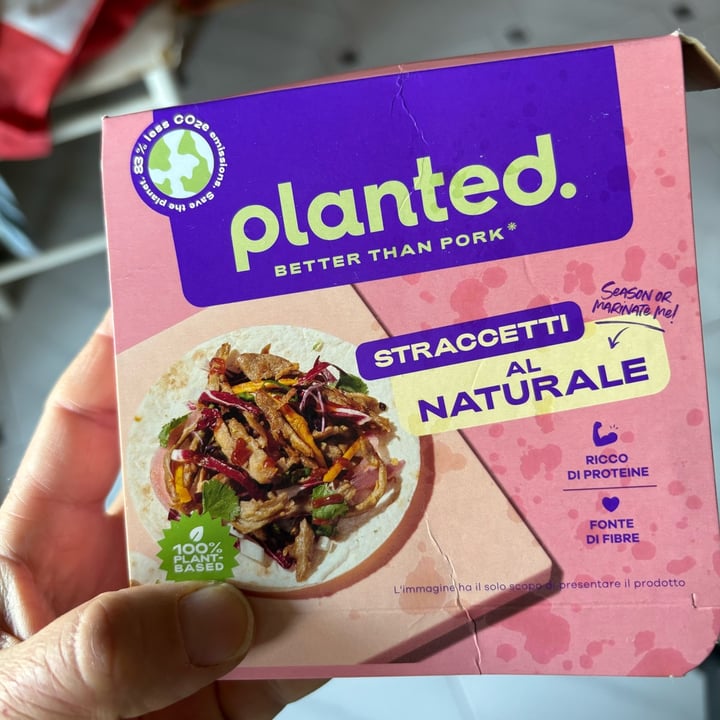 83% less CO2e emissions. Save the planet.
planted.
BETTER THAN PORK*
SEASON OR
MARINATE ME!
STRACCETTI
AL
NATURALE
RICCO
DI PROTEINE
FONTE
DI FIBRE
100%
PLANT-
BASED
L'immagine ha il solo scopo di presentare il prodotto